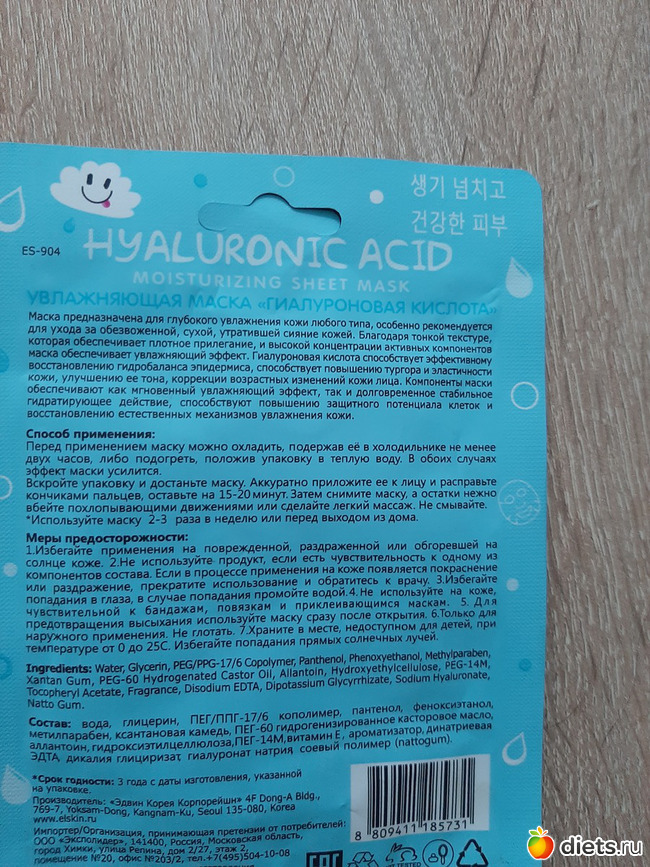 생기 넘치고
건강한 피부
ES-904
HYALURONIC ACID
MOISTURIZING SHEET MASK
УВЛАЖНЯЮЩАЯ МАСКА «ГИАЛУРОНОВАЯ КИСЛОТА»
Маска предназначена для глубокого увлажнения кожи любого типа, особенно рекомендуется
для ухода за обезвоженной, сухой, утратившей сияние кожей. Благодаря тонкой текстуре,
которая обеспечивает плотное прилегание, и высокой концентрации активных компонентов
маска обеспечивает увлажняющий эффект. Гиалуроновая кислота способствует эффективному
восстановлению гидробаланса эпидермиса, способствует повышению тургора и эластичности
кожи, улучшению ее тона, коррекции возрастных изменений кожи лица. Компоненты маски
обеспечивают как мгновенный увлажняющий эффект, так и долговременное стабильное
гидратирующее действие, способствуют повышению защитного потенциала клеток и
восстановлению естественных механизмов увлажнения кожи.
Способ применения:
Перед применением маску можно охладить, подержав её в холодильнике не менее
двух часов, либо подогреть, положив упаковку в теплую воду. В обоих случаях
эффект маски усилится.
Вскройте упаковку и достаньте маску. Аккуратно приложите ее к лицу и расправьте
кончиками пальцев, оставьте на 15-20 минут. Затем снимите маску, а остатки нежно
вбейте похлопывающими движениями или сделайте легкий массаж. Не смывайте.
*Используйте маску 2-3 раза в неделю или перед выходом из дома.
Меры предосторожности:
1.Избегайте применения на поврежденной, раздраженной или обгоревшей на
солнце коже. 2.Не используйте продукт, если есть чувствительность к одному из
компонентов состава. Если в процессе применения на коже появляется покраснение
или раздражение, прекратите использование и обратитесь к врачу. 3.Избегайте
попадания в глаза, в случае попадания промойте водой.4.Не используйте на коже,
чувствительной к бандажам, повязкам и приклеивающимся маскам. 5. Для
предотвращения высыхания используйте маску сразу после открытия. 6.Только для
наружного применения. Не глотать. 7.Храните в месте, недоступном для детей, при
температуре от 0 до 25С. Избегайте попадания прямых солнечных лучей.
Ingredients: Water, Glycerin, PEG/PPG-17/6 Copolymer, Panthenol, Phenoxyethanol, Methylparaben,
Xantan Gum, PEG-60 Hydrogenated Castor Oil, Allantoin, Hydroxyethylcellulose, PEG-14M,
Tocopheryl Acetate, Fragrance, Disodium EDTA, Dipotassium Glycyrrhizate, Sodium Hyaluronate,
Natto Gum.
Состав: вода, глицерин, ПЕГ/ППГ-17/6 кополимер, пантенол, феноксиэтанол,
метилпарабен, ксантановая камедь, ПЕГ-60 гидрогенизированное касторовое масло,
аллантоин, гидроксиэтилцеллюлоза,ПЕГ-14М,витамин Е, ароматизатор, динатриевая
ЭДТА, дикалия глициризат, гиалуронат натрия, соевый полимер (nattogum).
*Срок годности: 3 года с даты изготовления, указанной
на упаковке.
Производитель: «Эдвин Корея Корпорейшн» 4F Dong-A Bldg.,
769-7, Yoksam-Dong, Kangnam-Ku, Seoul 135-080, Korea
www.elskin.ru
Импортер/Организация, принимающая претензии от потребителей:
ООО «Эксполидер», 141400, Россия, Московская область,
город Химки, улица Репина, дом 2/27, этаж 2,
помещение №20, офис №203/2, тел.:+7(495)504-10-08
8 809411 185731
EAC
TESTED
diets.ru